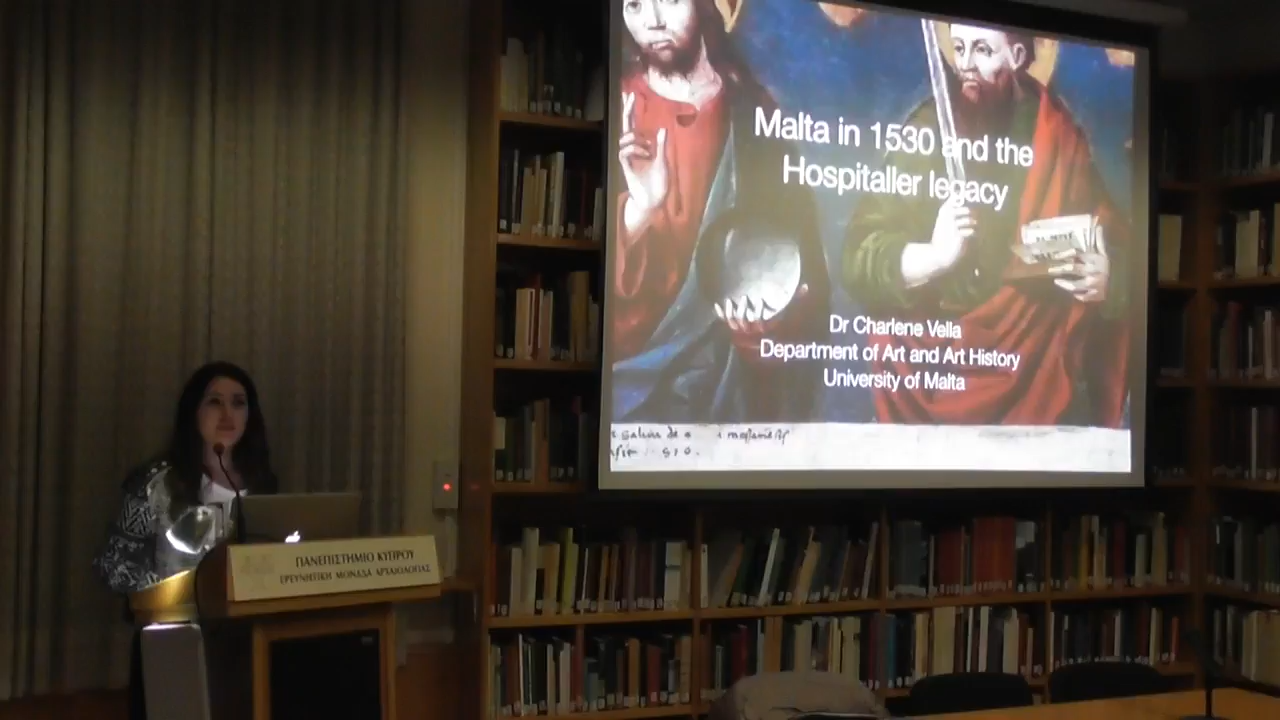 Malta in 1530 and the
Hospitaller legacy
Dr Charlene Vella
Department of Art and Art History
University of Malta
ΠΑΝΕΠΙΣΤΗΜΙΟ ΚΥΠΡΟΥ
ΕΡΕΥΝΗΤΙΚΗ ΜΟΝΑΔΑ ΑΡΧΑΙΟΛΟΓΙΑΣ